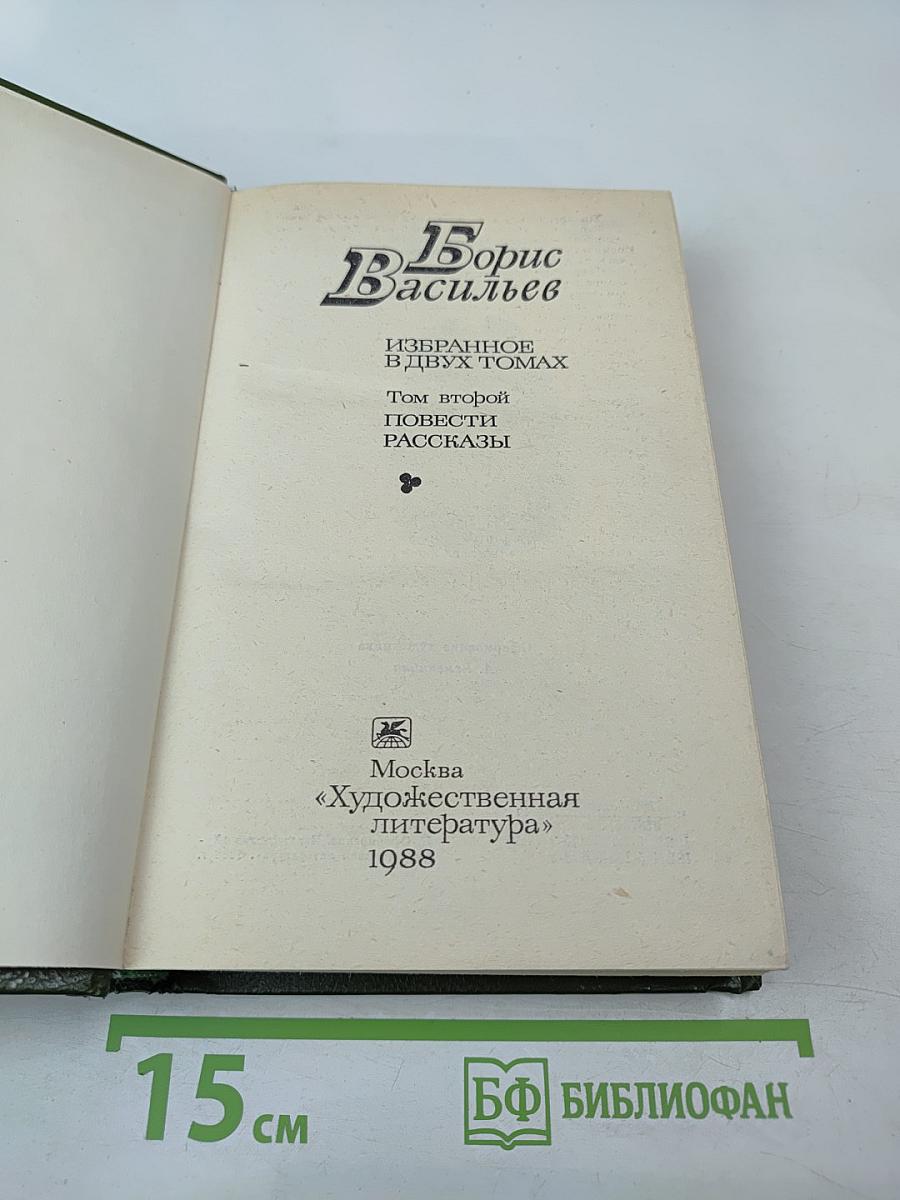 Борис
Васильев
ИЗБРАННОЕ
В ДВУХ ТОМАХ
Том второй
ПОВЕСТИ
РАССКАЗЫ
Москва
«Художественная
литература»
1988
15 см
БФ БИБЛИОФАН